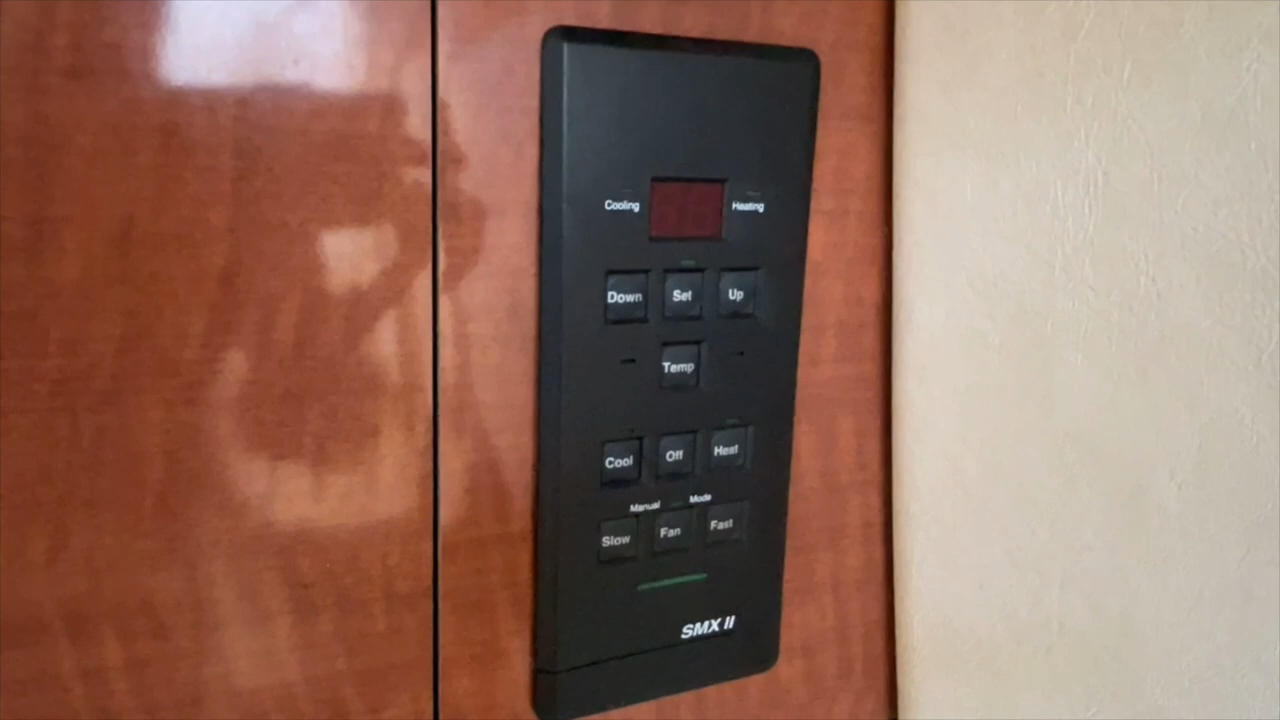 Cooling Heating
Down Set Up
Temp
Cool Off Heat
Manual Mode
Slow Fan Fast
SMX II